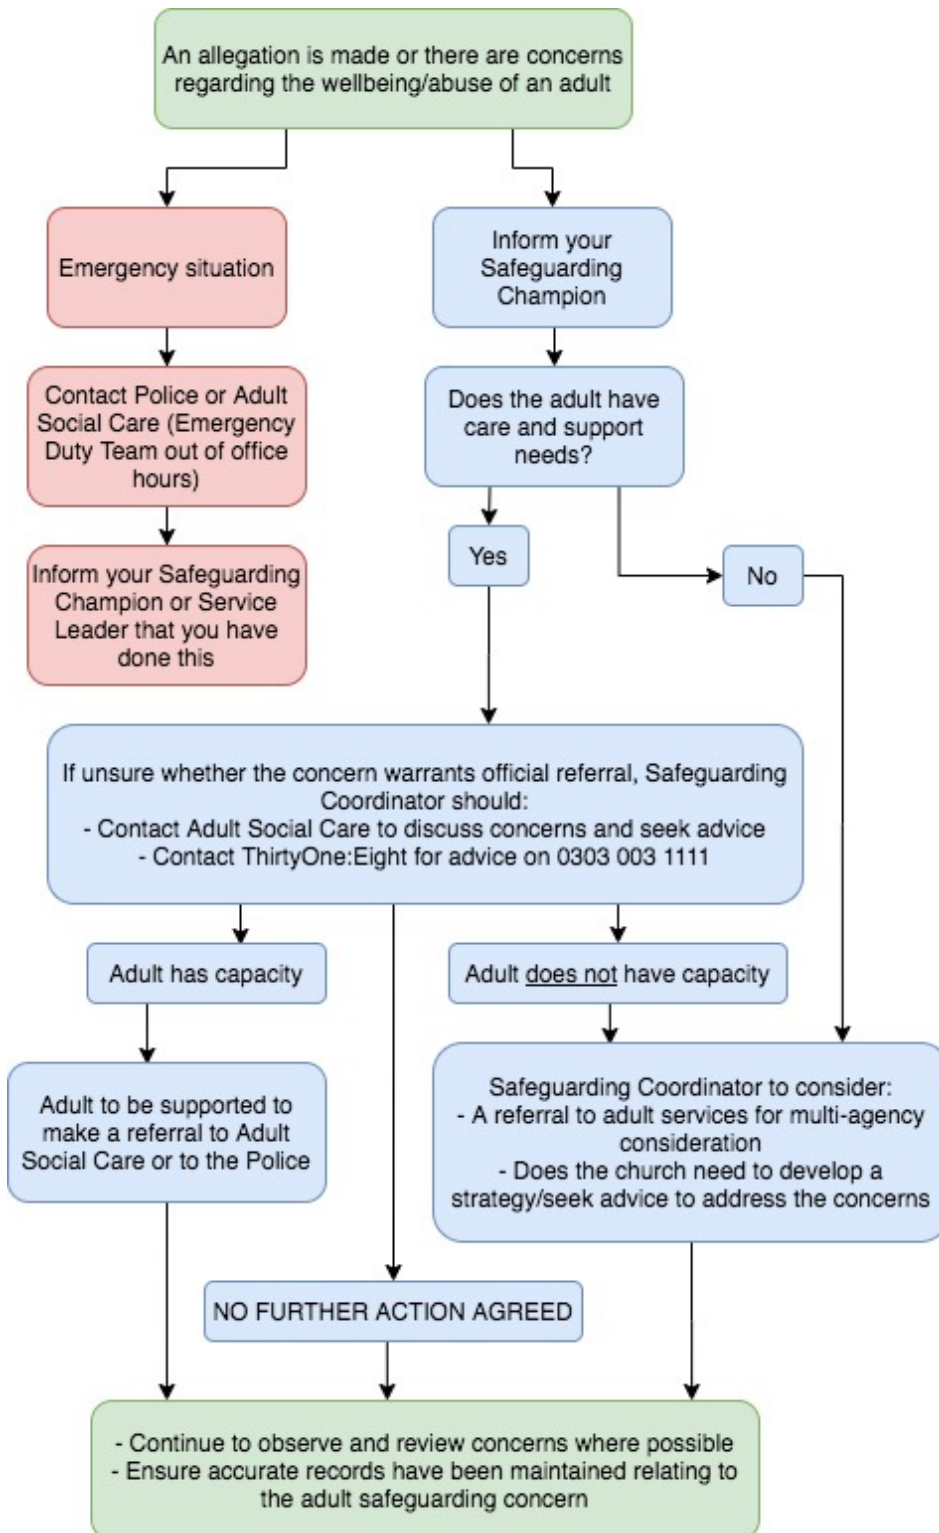 An allegation is made or there are concerns
regarding the wellbeing/abuse of an adult
Emergency situation
Inform your
Safeguarding
Champion
Contact Police or Adult
Social Care (Emergency
Duty Team out of office
hours)
Does the adult have
care and support
needs?
Inform your Safeguarding
Champion or Service
Leader that you have
done this
Yes
No
If unsure whether the concern warrants official referral, Safeguarding
Coordinator should:
- Contact Adult Social Care to discuss concerns and seek advice
- Contact ThirtyOne:Eight for advice on 0303 003 1111
Adult has capacity
Adult does not have capacity
Adult to be supported to
make a referral to Adult
Social Care or to the Police
Safeguarding Coordinator to consider:
- A referral to adult services for multi-agency
consideration
- Does the church need to develop a
strategy/seek advice to address the concerns
NO FURTHER ACTION AGREED
- Continue to observe and review concerns where possible
- Ensure accurate records have been maintained relating to
the adult safeguarding concern